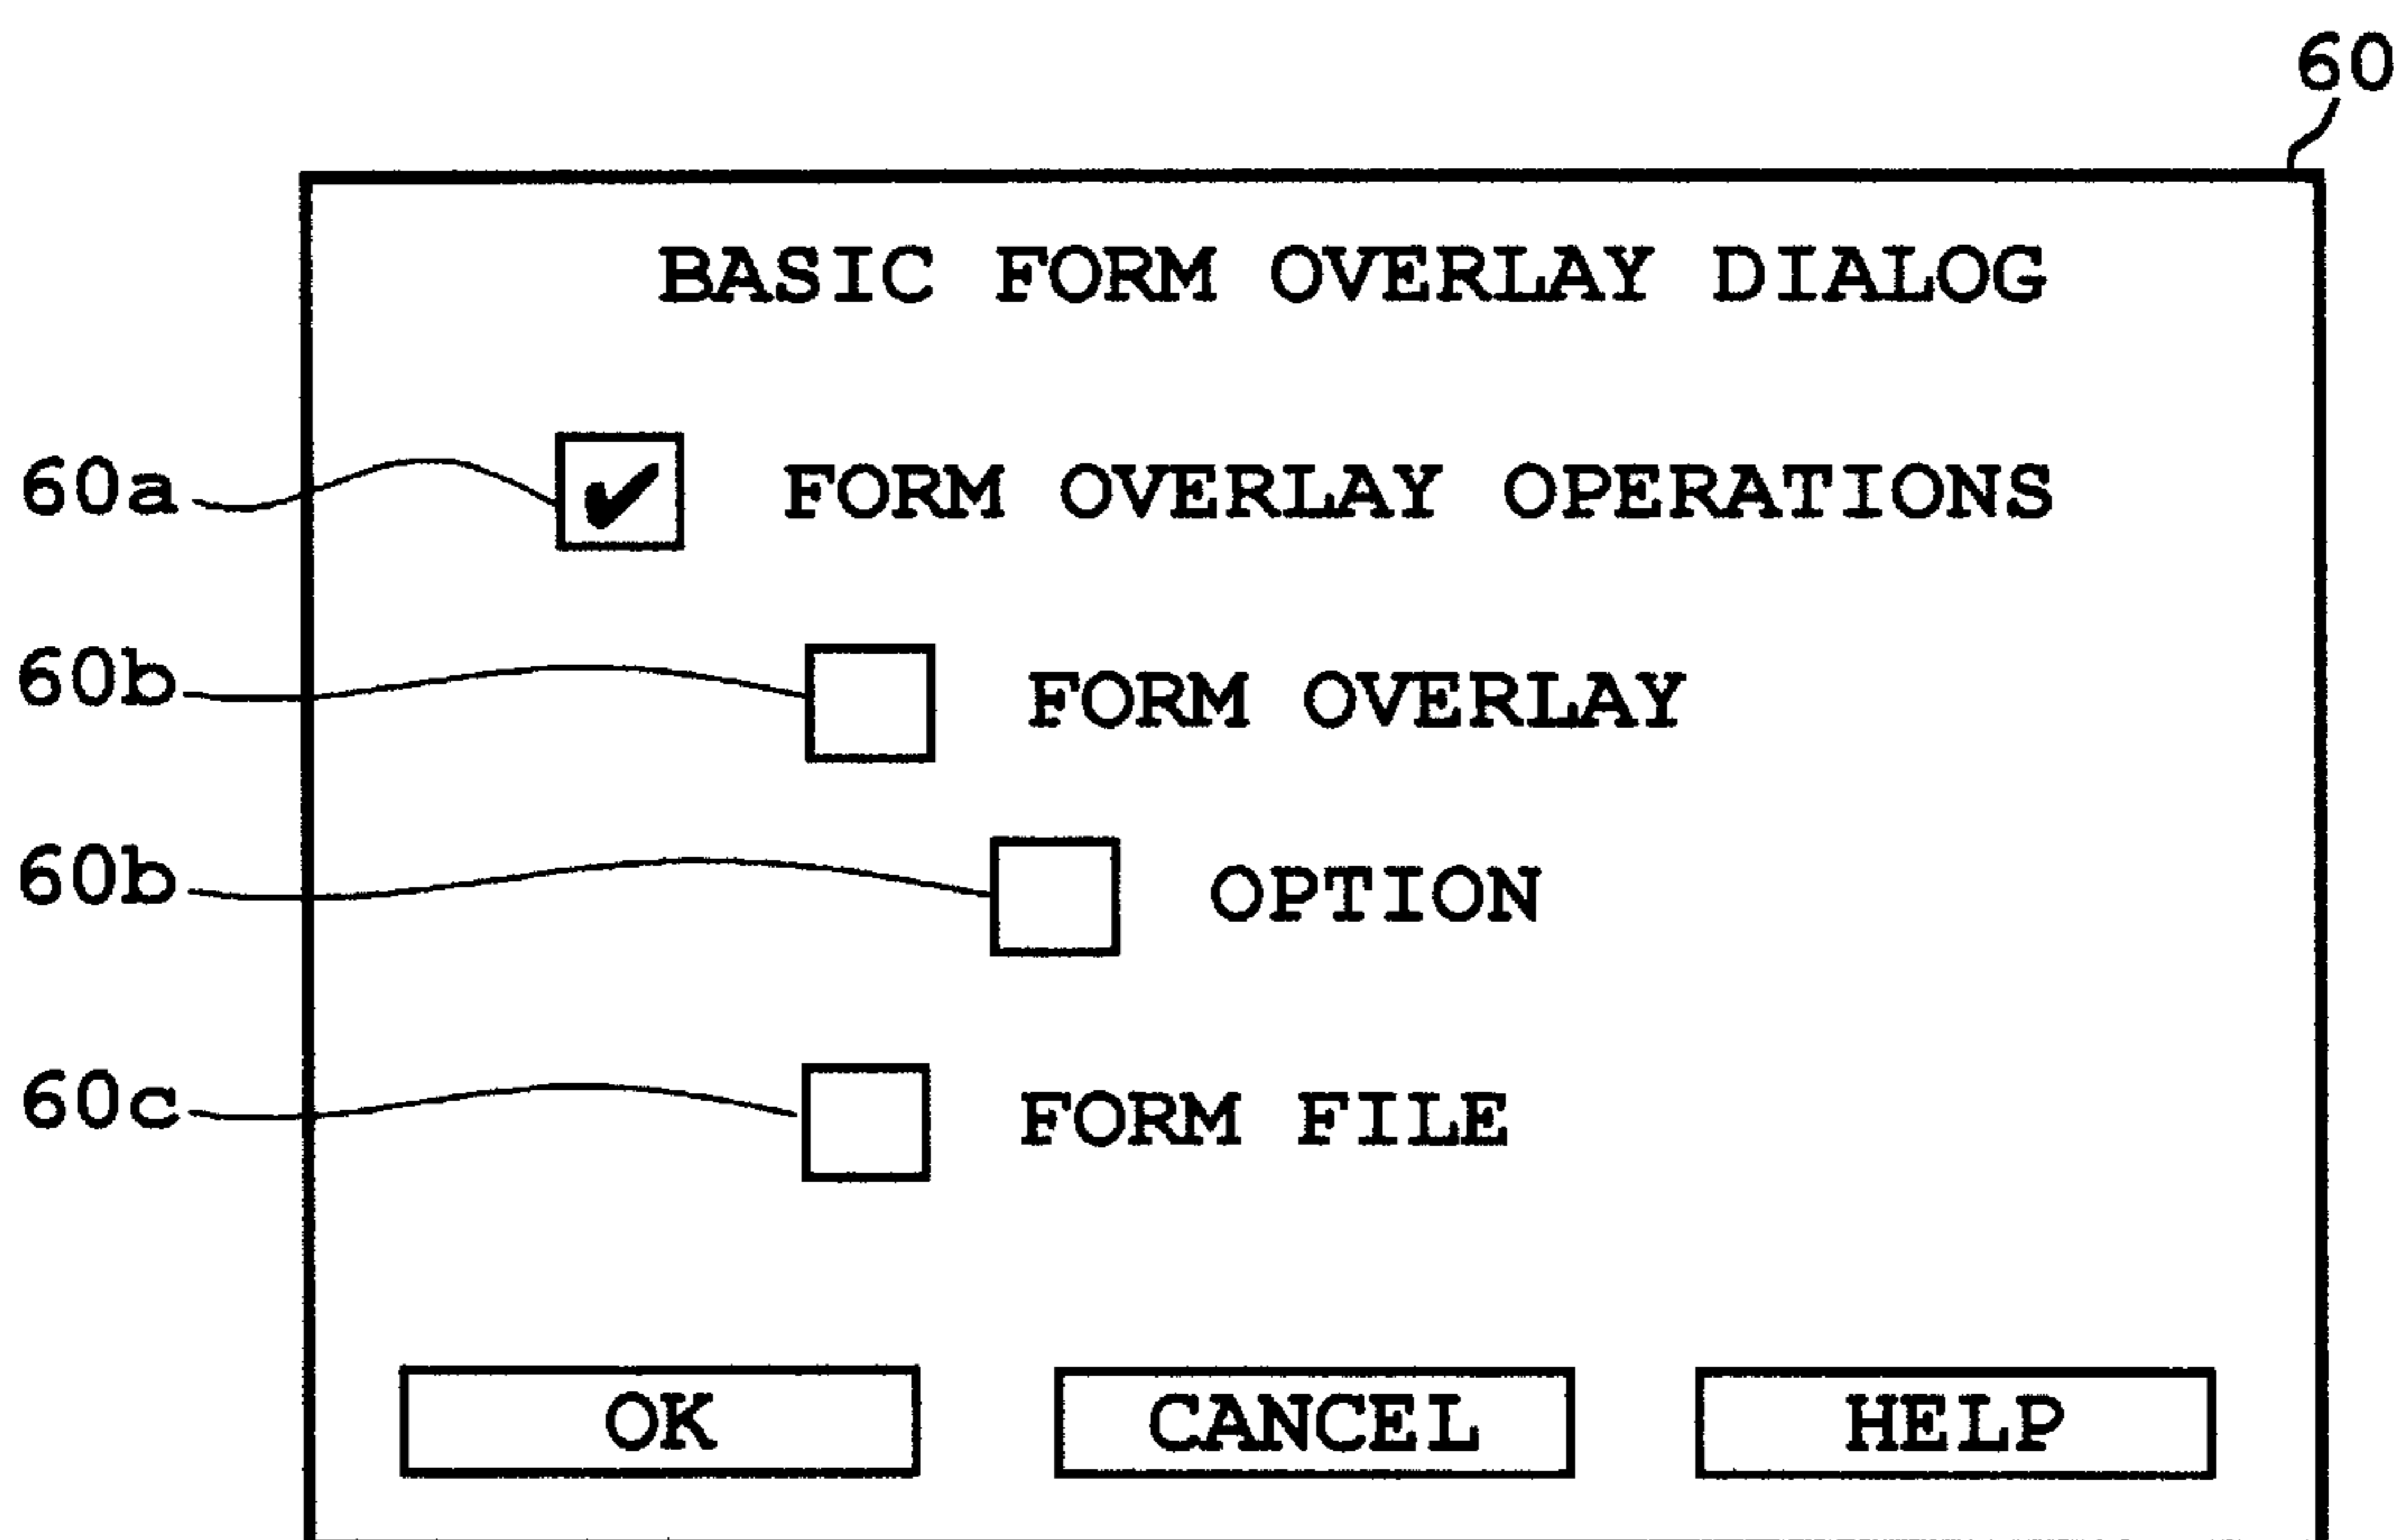 60
BASIC FORM OVERLAY DIALOG
60a FORM OVERLAY OPERATIONS
60b FORM OVERLAY
60b OPTION
60c FORM FILE
OK CANCEL HELP